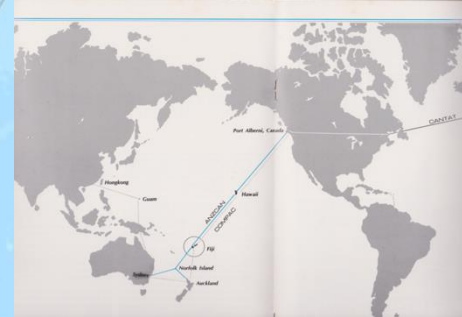 CANTAT
Port Alberni, Canada
Hongkong
Guam
Hawaii
ANZCAN
COMPAC
Fiji
Norfolk Island
Sydney
Auckland